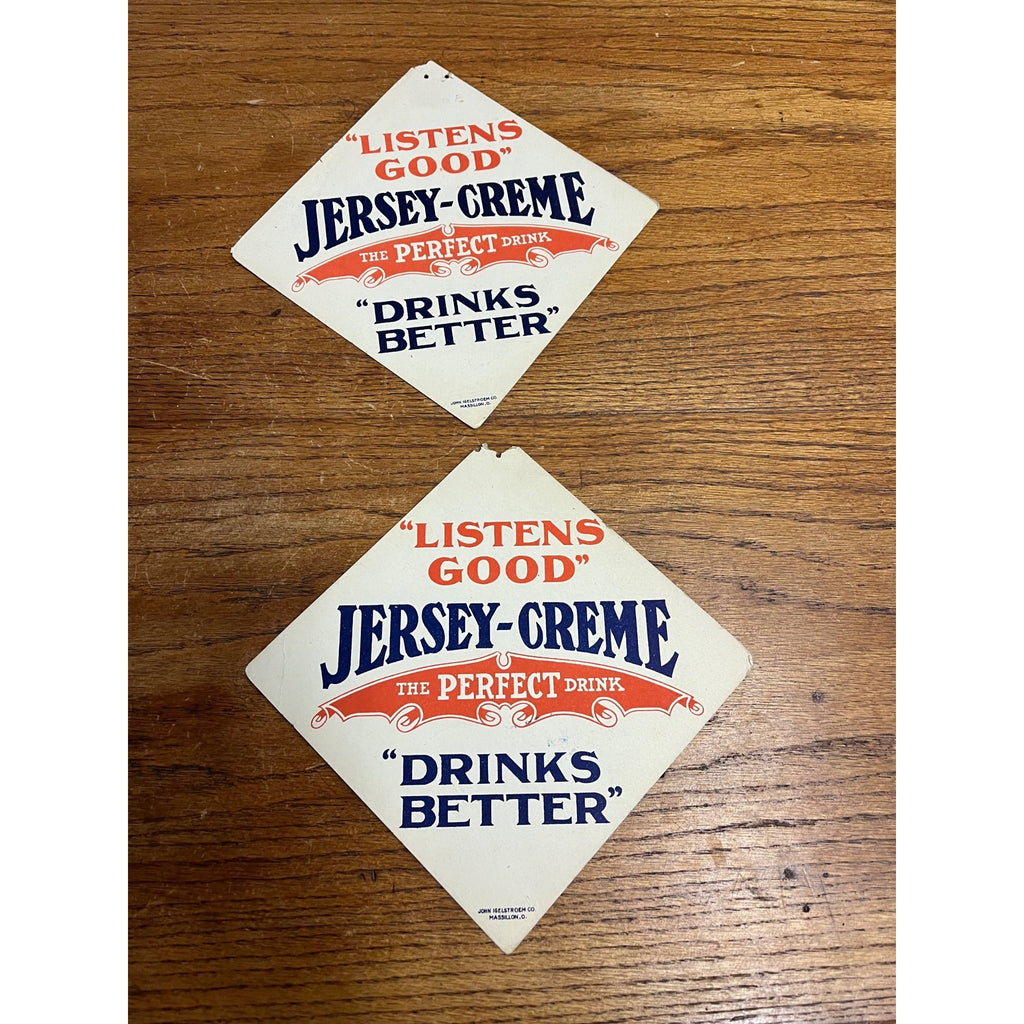 “LISTENS
GOOD”
JERSEY-CREME
THE PERFECT DRINK
“DRINKS
BETTER”
JOHN IGELSTROEM CO.
MASSILLON, O.
“LISTENS
GOOD”
JERSEY-CREME
THE PERFECT DRINK
“DRINKS
BETTER”
JOHN IGELSTROEM CO.
MASSILLON, O.